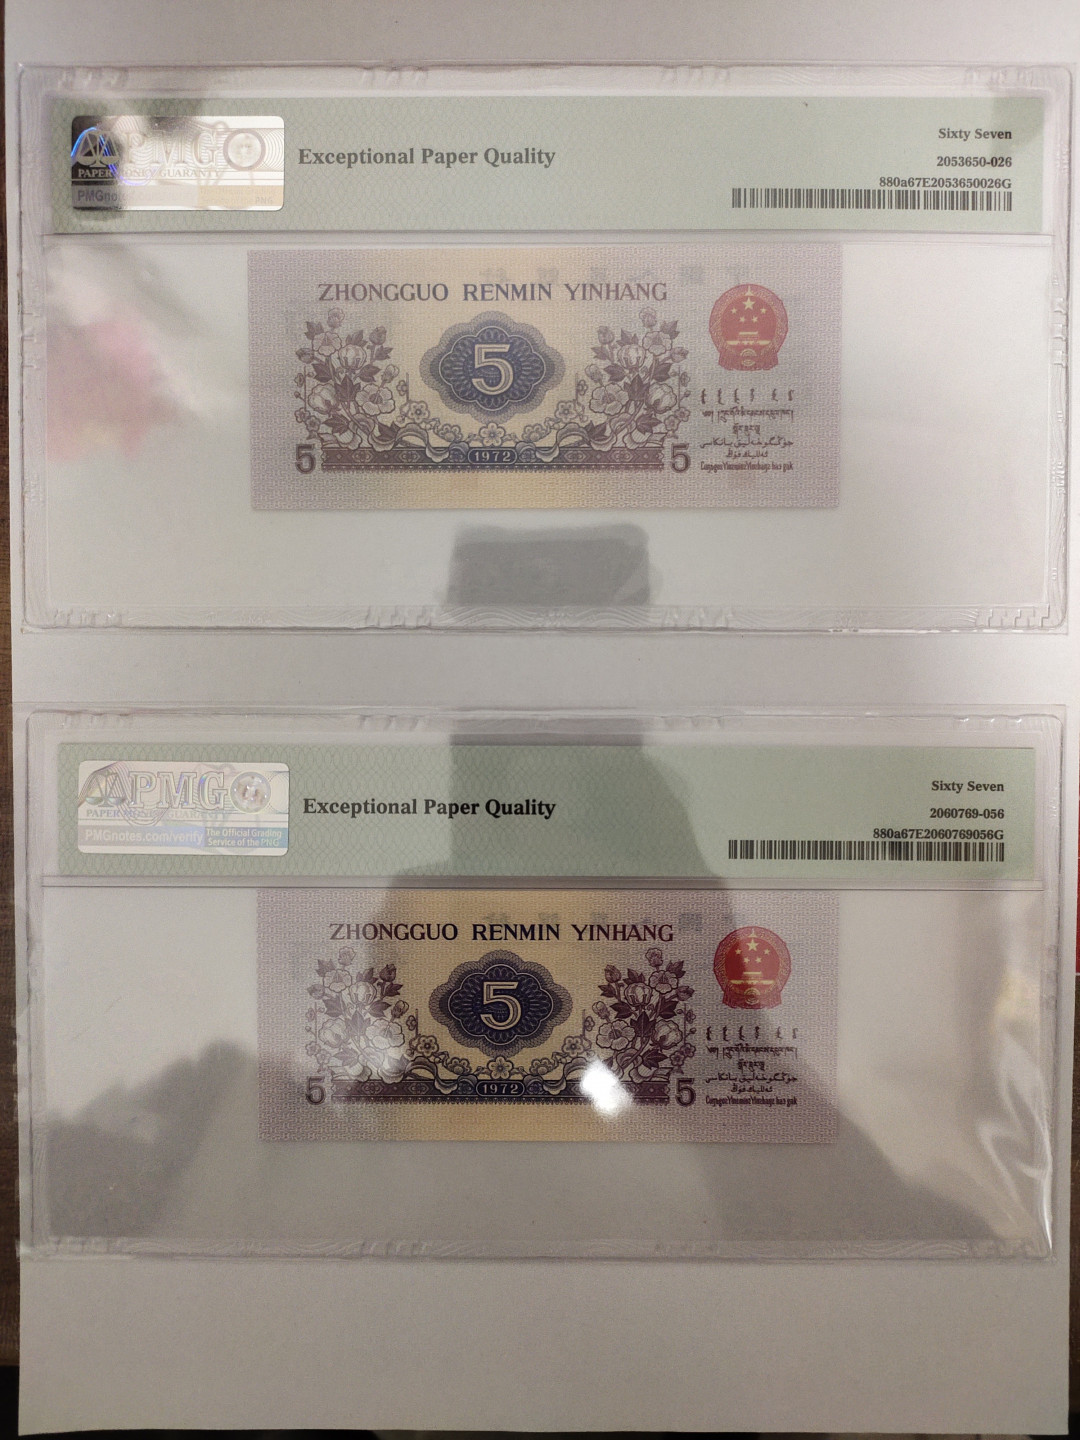 PMG
PAPER MONEY GUARANTY
Exceptional Paper Quality
Sixty Seven
2053650-026
880a67E2053650026G
ZHONGGUO RENMIN YINHANG
5
5
1972
5
PMG
PAPER MONEY GUARANTY
PMGnotes.com/verify
The Official Grading
Service of the PNG
Exceptional Paper Quality
Sixty Seven
2060769-056
880a67E2060769056G
ZHONGGUO RENMIN YINHANG
5
5
1972
5